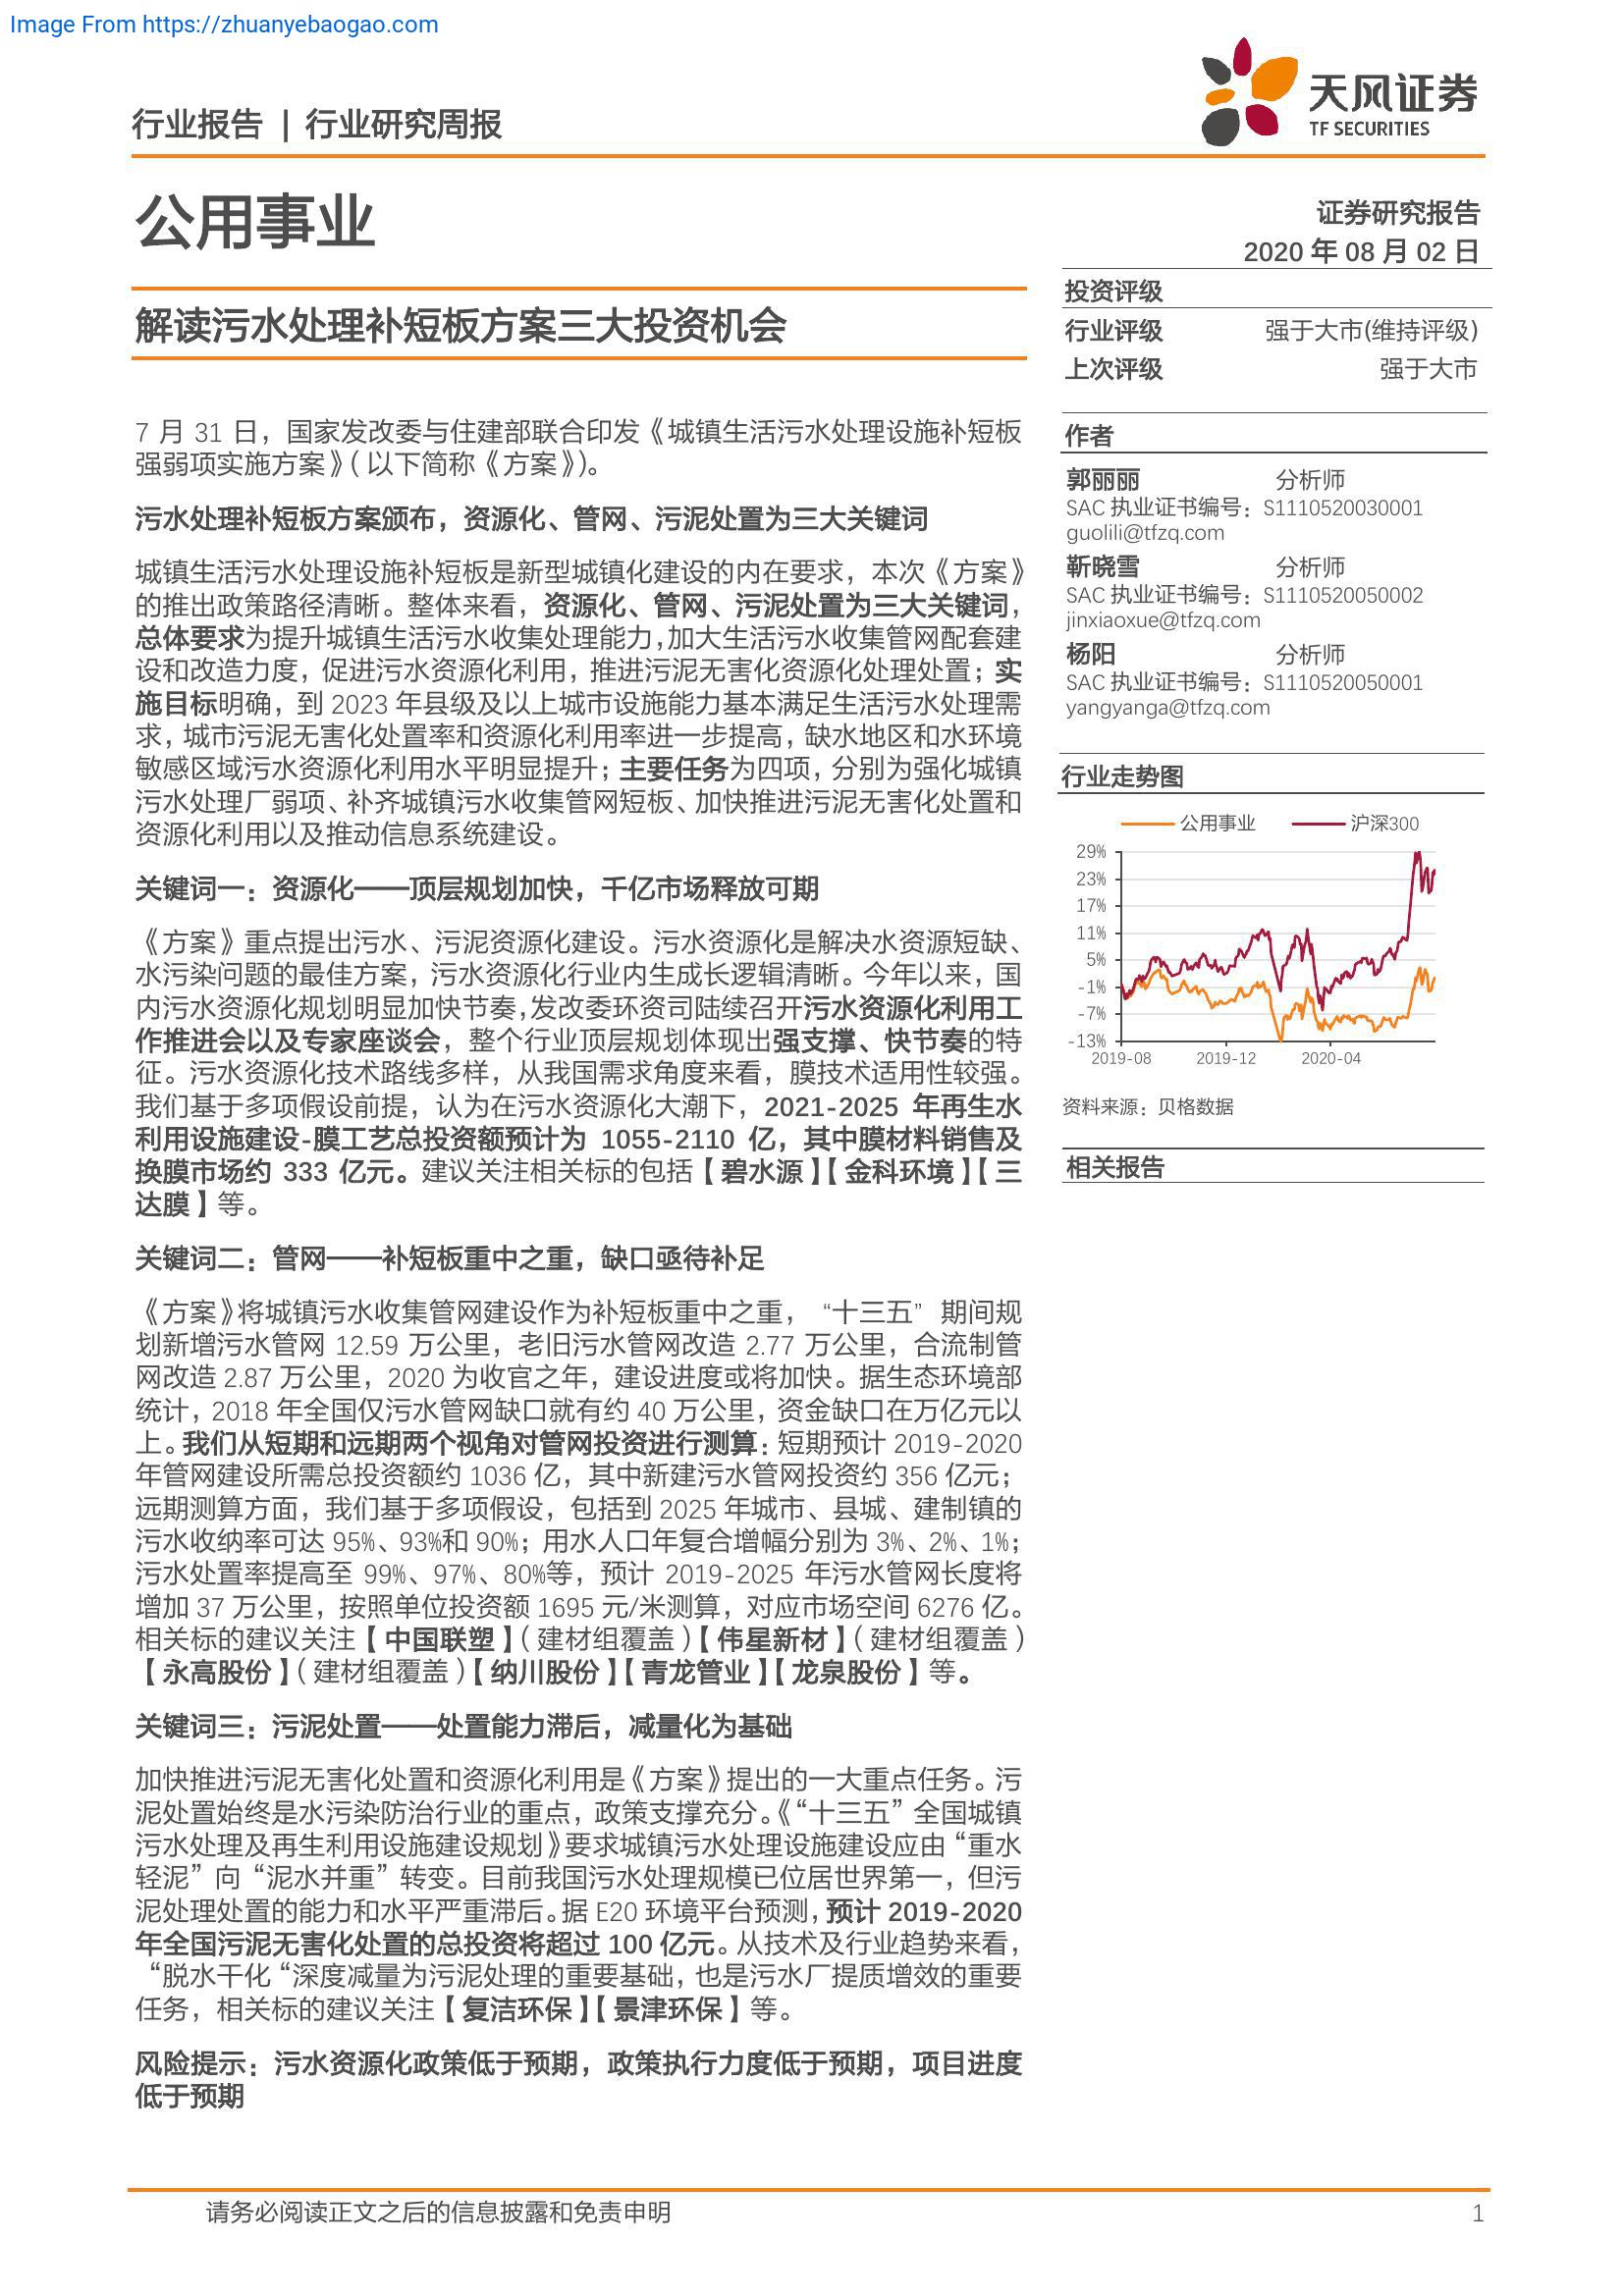 Image From https://zhuanyebaogao.com
行业报告 | 行业研究周报
天风证券
TF SECURITIES
公用事业
证券研究报告
2020 年 08 月 02 日
解读污水处理补短板方案三大投资机会
7 月 31 日，国家发改委与住建部联合印发《城镇生活污水处理设施补短板
强弱项实施方案》（以下简称《方案》）。
污水处理补短板方案颁布，资源化、管网、污泥处置为三大关键词
城镇生活污水处理设施补短板是新型城镇化建设的内在要求，本次《方案》
的推出政策路径清晰。整体来看，资源化、管网、污泥处置为三大关键词，
总体要求为提升城镇生活污水收集处理能力，加大生活污水收集管网配套建
设和改造力度，促进污水资源化利用，推进污泥无害化资源化处理处置；实
施目标明确，到 2023 年县级及以上城市设施能力基本满足生活污水处理需
求，城市污泥无害化处置率和资源化利用率进一步提高，缺水地区和水环境
敏感区域污水资源化利用水平明显提升；主要任务为四项，分别为强化城镇
污水处理厂弱项、补齐城镇污水收集管网短板、加快推进污泥无害化处置和
资源化利用以及推动信息系统建设。
关键词一：资源化——顶层规划加快，千亿市场释放可期
《方案》重点提出污水、污泥资源化建设。污水资源化是解决水资源短缺、
水污染问题的最佳方案，污水资源化行业内生成长逻辑清晰。今年以来，国
内污水资源化规划明显加快节奏，发改委环资司陆续召开污水资源化利用工
作推进会以及专家座谈会，整个行业顶层规划体现出强支撑、快节奏的特
征。污水资源化技术路线多样，从我国需求角度来看，膜技术适用性较强。
我们基于多项假设前提，认为在污水资源化大潮下，2021-2025 年再生水
利用设施建设-膜工艺总投资额预计为 1055-2110 亿，其中膜材料销售及
换膜市场约 333 亿元。建议关注相关标的包括【碧水源】【金科环境】【三
达膜】等。
关键词二：管网——补短板重中之重，缺口亟待补足
《方案》将城镇污水收集管网建设作为补短板重中之重，“十三五”期间规
划新增污水管网 12.59 万公里，老旧污水管网改造 2.77 万公里，合流制管
网改造 2.87 万公里，2020 为收官之年，建设进度或将加快。据生态环境部
统计，2018 年全国仅污水管网缺口就有约 40 万公里，资金缺口在万亿元以
上。我们从短期和远期两个视角对管网投资进行测算：短期预计 2019-2020
年管网建设所需总投资额约 1036 亿，其中新建污水管网投资约 356 亿元；
远期测算方面，我们基于多项假设，包括到 2025 年城市、县城、建制镇的
污水收纳率可达 95%、93%和 90%；用水人口年复合增幅分别为 3%、2%、1%；
污水处置率提高至 99%、97%、80%等，预计 2019-2025 年污水管网长度将
增加 37 万公里，按照单位投资额 1695 元/米测算，对应市场空间 6276 亿。
相关标的建议关注【中国联塑】（建材组覆盖）【伟星新材】（建材组覆盖）
【永高股份】（建材组覆盖）【纳川股份】【青龙管业】【龙泉股份】等。
关键词三：污泥处置——处置能力滞后，减量化为基础
加快推进污泥无害化处置和资源化利用是《方案》提出的一大重点任务。污
泥处置始终是水污染防治行业的重点，政策支撑充分。《“十三五”全国城镇
污水处理及再生利用设施建设规划》要求城镇污水处理设施建设应由“重水
轻泥”向“泥水并重”转变。目前我国污水处理规模已位居世界第一，但污
泥处理处置的能力和水平严重滞后。据 E20 环境平台预测，预计 2019-2020
年全国污泥无害化处置的总投资将超过 100 亿元。从技术及行业趋势来看，
“脱水干化“深度减量为污泥处理的重要基础，也是污水厂提质增效的重要
任务，相关标的建议关注【复洁环保】【景津环保】等。
风险提示：污水资源化政策低于预期，政策执行力度低于预期，项目进度
低于预期
投资评级
行业评级 强于大市(维持评级)
上次评级 强于大市
作者
郭丽丽 分析师
SAC 执业证书编号：S1110520030001
guolili@tfzq.com
靳晓雪 分析师
SAC 执业证书编号：S1110520050002
jinxiaoxue@tfzq.com
杨阳 分析师
SAC 执业证书编号：S1110520050001
yangyanga@tfzq.com
行业走势图
公用事业 沪深300
29%
23%
17%
11%
5%
-1%
-7%
-13%
2019-08 2019-12 2020-04
资料来源：贝格数据
相关报告
请务必阅读正文之后的信息披露和免责申明 1